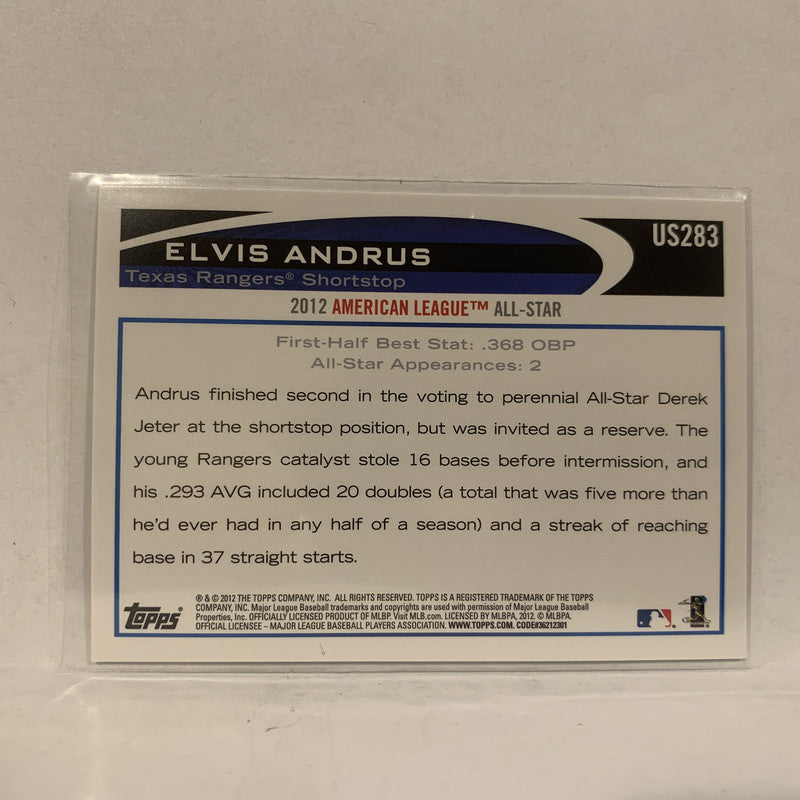 ELVIS ANDRUS
US283
Texas Rangers® Shortstop
2012 AMERICAN LEAGUE™ ALL-STAR
First-Half Best Stat: .368 OBP
All-Star Appearances: 2
Andrus finished second in the voting to perennial All-Star Derek
Jeter at the shortstop position, but was invited as a reserve. The
young Rangers catalyst stole 16 bases before intermission, and
his .293 AVG included 20 doubles (a total that was five more than
he'd ever had in any half of a season) and a streak of reaching
base in 37 straight starts.
® & © 2012 THE TOPPS COMPANY, INC. ALL RIGHTS RESERVED. TOPPS IS A REGISTERED TRADEMARK OF THE TOPPS
COMPANY, INC. Major League Baseball trademarks and copyrights are used with permission of Major League Baseball
Properties, Inc. OFFICIALLY LICENSED PRODUCT OF MLBP. Visit MLB.com. LICENSED BY MLBPA, 2012. © MLBPA.
OFFICIAL LICENSEE – MAJOR LEAGUE BASEBALL PLAYERS ASSOCIATION. WWW.TOPPS.COM. CODE#36212301
Topps®